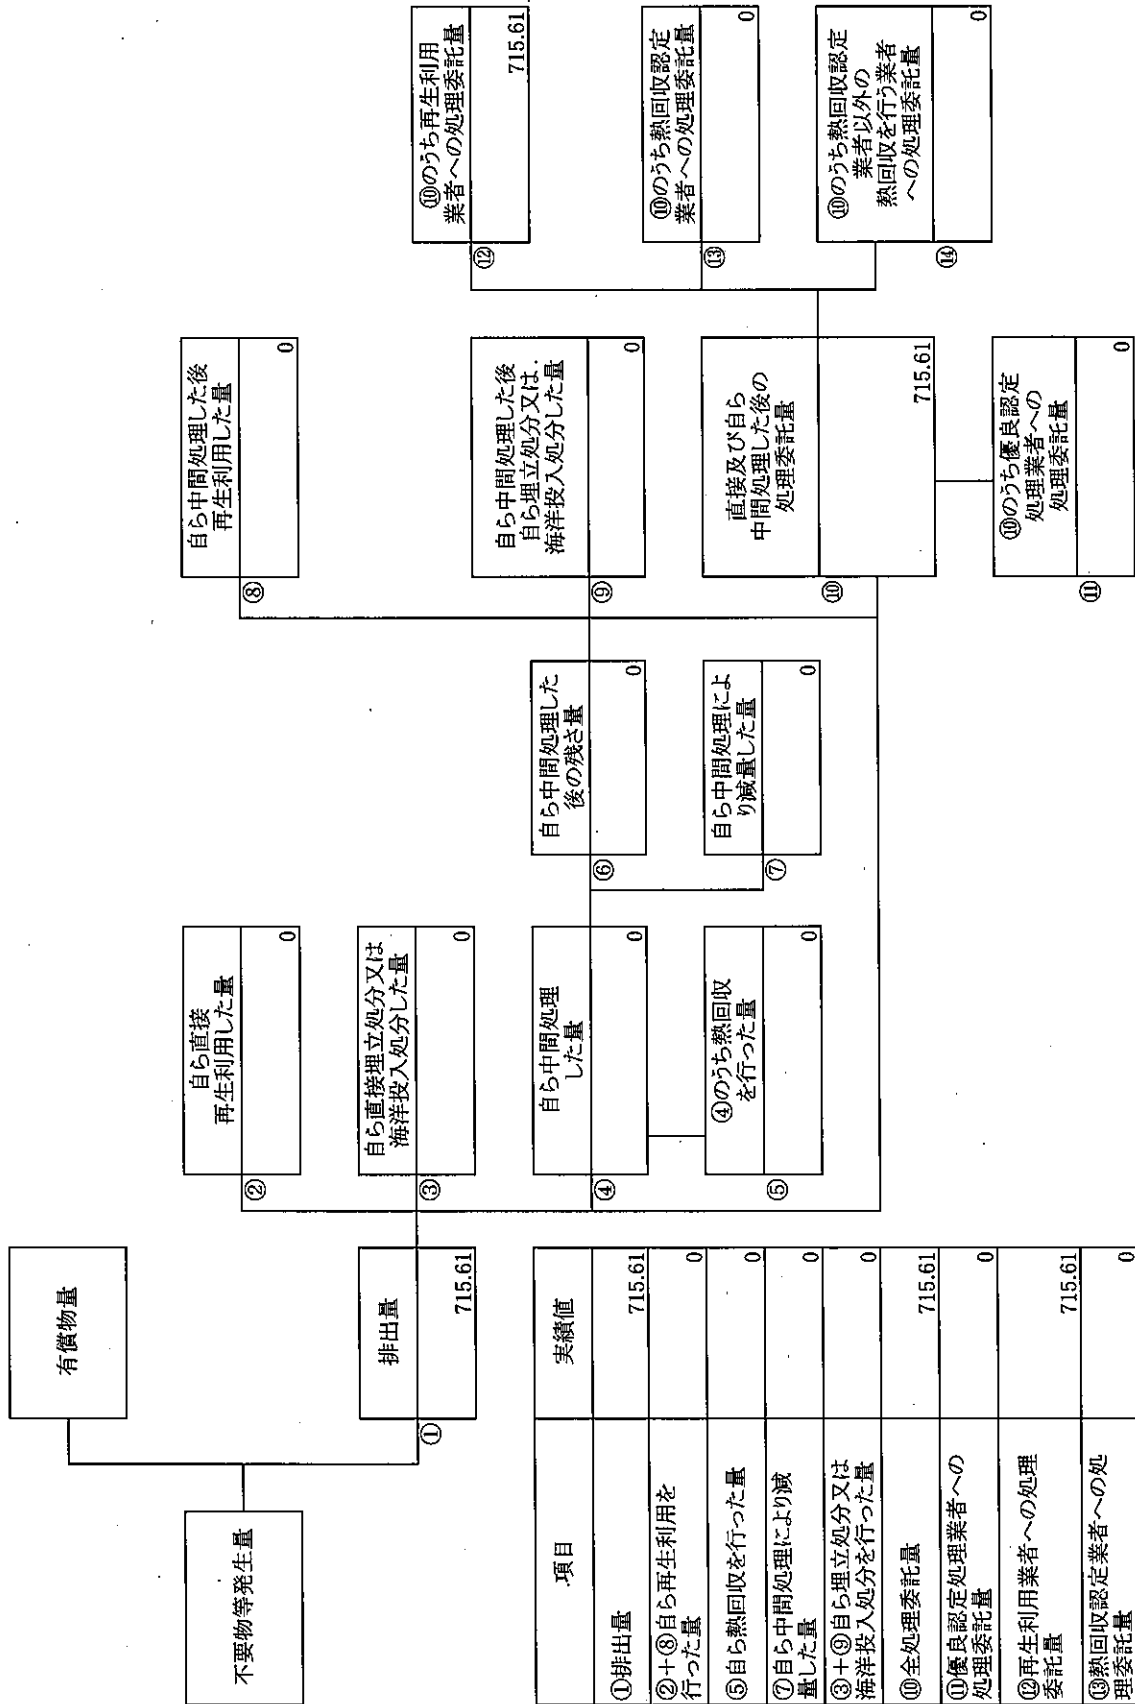 有償物量
不要物等発生量
排出量
①
715.61
自ら直接
再生利用した量
②
0
自ら直接埋立処分又は
海洋投入処分した量
③
0
自ら中間処理
した量
④
0
④のうち熱回収
を行った量
⑤
0
自ら中間処理した
後の残さ量
⑥
0
自ら中間処理によ
り減量した量
⑦
0
自ら中間処理した後
再生利用した量
⑧
0
自ら中間処理した後
自ら埋立処分又は
海洋投入処分した量
⑨
0
直接及び自ら
中間処理した後の
処理委託量
⑩
715.61
⑩のうち優良認定
処理業者への
処理委託量
⑪
0
⑩のうち再生利用
業者への処理委託量
⑫
715.61
⑩のうち熱回収認定
業者への処理委託量
⑬
0
⑩のうち熱回収認定
業者以外の
熱回収を行う業者
への処理委託量
⑭
0
項目 実績値
①排出量 715.61
②+⑧自ら再生利用を
行った量 0
⑤自ら熱回収を行った量 0
⑦自ら中間処理により減
量した量 0
③+⑨自ら埋立処分又は
海洋投入処分を行った量 0
⑩全処理委託量 715.61
⑪優良認定処理業者への
処理委託量 0
⑫再生利用業者への処理
委託量 715.61
⑬熱回収認定業者への処
理委託量 0